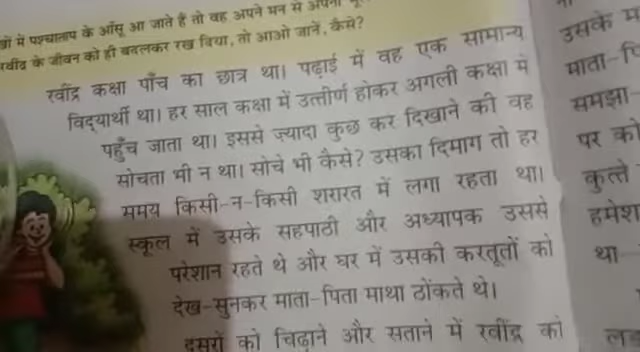 में पश्चाताप के आँसू आ जाते हैं तो वह अपने मन से अपनी
के जीवन को ही बदलकर रख दिया, तो आओ जानें, कैसे?
रवींद्र कक्षा पाँच का छात्र था। पढ़ाई में वह एक सामान्य
विद्यार्थी था। हर साल कक्षा में उत्तीर्ण होकर अगली कक्षा में
पहुँच जाता था। इससे ज़्यादा कुछ कर दिखाने की वह
सोचता भी न था। सोचे भी कैसे? उसका दिमाग तो हर
समय किसी-न-किसी शरारत में लगा रहता था।
स्कूल में उसके सहपाठी और अध्यापक उससे
परेशान रहते थे और घर में उसकी करतूतों को
देख-सुनकर माता-पिता माथा ठोंकते थे।
दूसरों को चिढ़ाने और सताने में रवींद्र को
उसके
माता-पि
समझा-
पर को
कुत्ते
हमेश
था